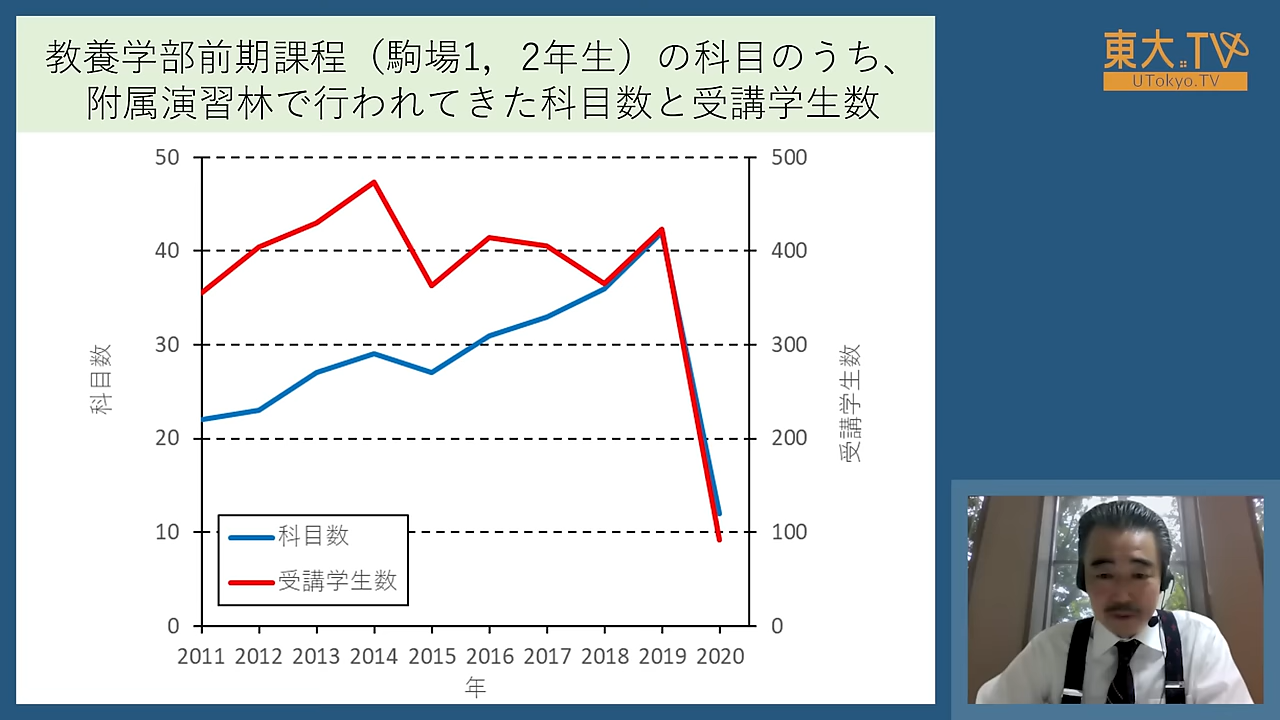 教養学部前期課程（駒場1，2年生）の科目のうち、
附属演習林で行われてきた科目数と受講学生数
東大.TV
UTokyo.TV
50
40
30
20
10
0
500
400
300
200
100
0
科目数
受講学生数
科目数
受講学生数
2011 2012 2013 2014 2015 2016 2017 2018 2019 2020
年